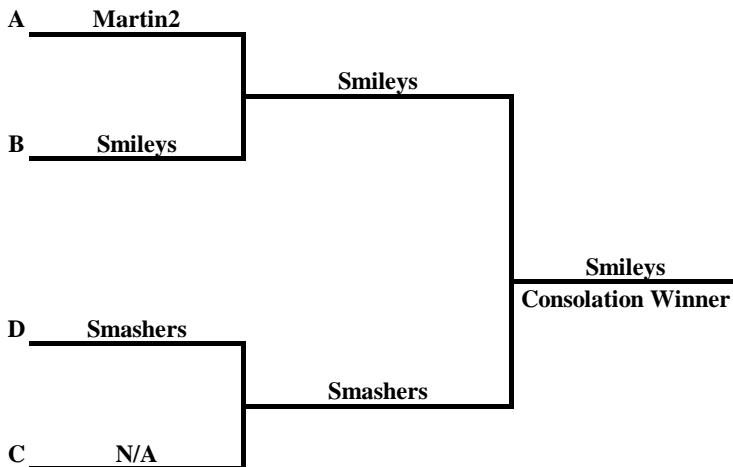 A Martin2
Smileys
B Smileys
Smileys
Consolation Winner
D Smashers
Smashers
C N/A